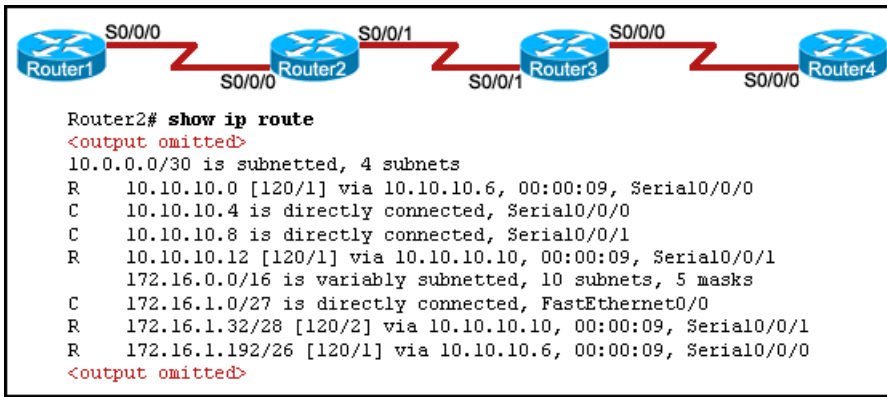 S0/0/0 S0/0/1 S0/0/0
Router1 Router2 Router3 Router4
S0/0/0 S0/0/1 S0/0/0
Router2# show ip route
<output omitted>
10.0.0.0/30 is subnetted, 4 subnets
R 10.10.10.0 [120/1] via 10.10.10.6, 00:00:09, Serial0/0/0
C 10.10.10.4 is directly connected, Serial0/0/0
C 10.10.10.8 is directly connected, Serial0/0/1
R 10.10.10.12 [120/1] via 10.10.10.10, 00:00:09, Serial0/0/1
172.16.0.0/16 is variably subnetted, 10 subnets, 5 masks
C 172.16.1.0/27 is directly connected, FastEthernet0/0
R 172.16.1.32/28 [120/2] via 10.10.10.10, 00:00:09, Serial0/0/1
R 172.16.1.192/26 [120/1] via 10.10.10.6, 00:00:09, Serial0/0/0
<output omitted>